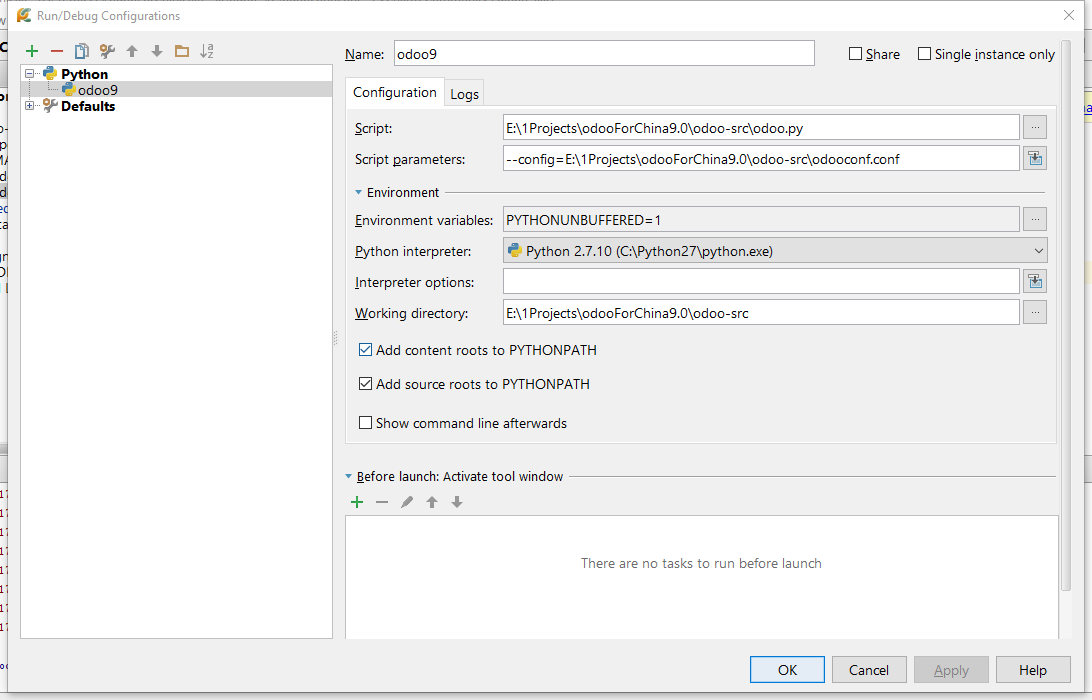 Run/Debug Configurations
Name: odoo9
Share
Single instance only
Python
odoo9
Defaults
Configuration
Logs
Script: E:\1Projects\odooForChina9.0\odoo-src\odoo.py
Script parameters: --config=E:\1Projects\odooForChina9.0\odoo-src\odooconf.conf
Environment
Environment variables: PYTHONUNBUFFERED=1
Python interpreter: Python 2.7.10 (C:\Python27\python.exe)
Interpreter options:
Working directory: E:\1Projects\odooForChina9.0\odoo-src
Add content roots to PYTHONPATH
Add source roots to PYTHONPATH
Show command line afterwards
Before launch: Activate tool window
There are no tasks to run before launch
OK Cancel Apply Help